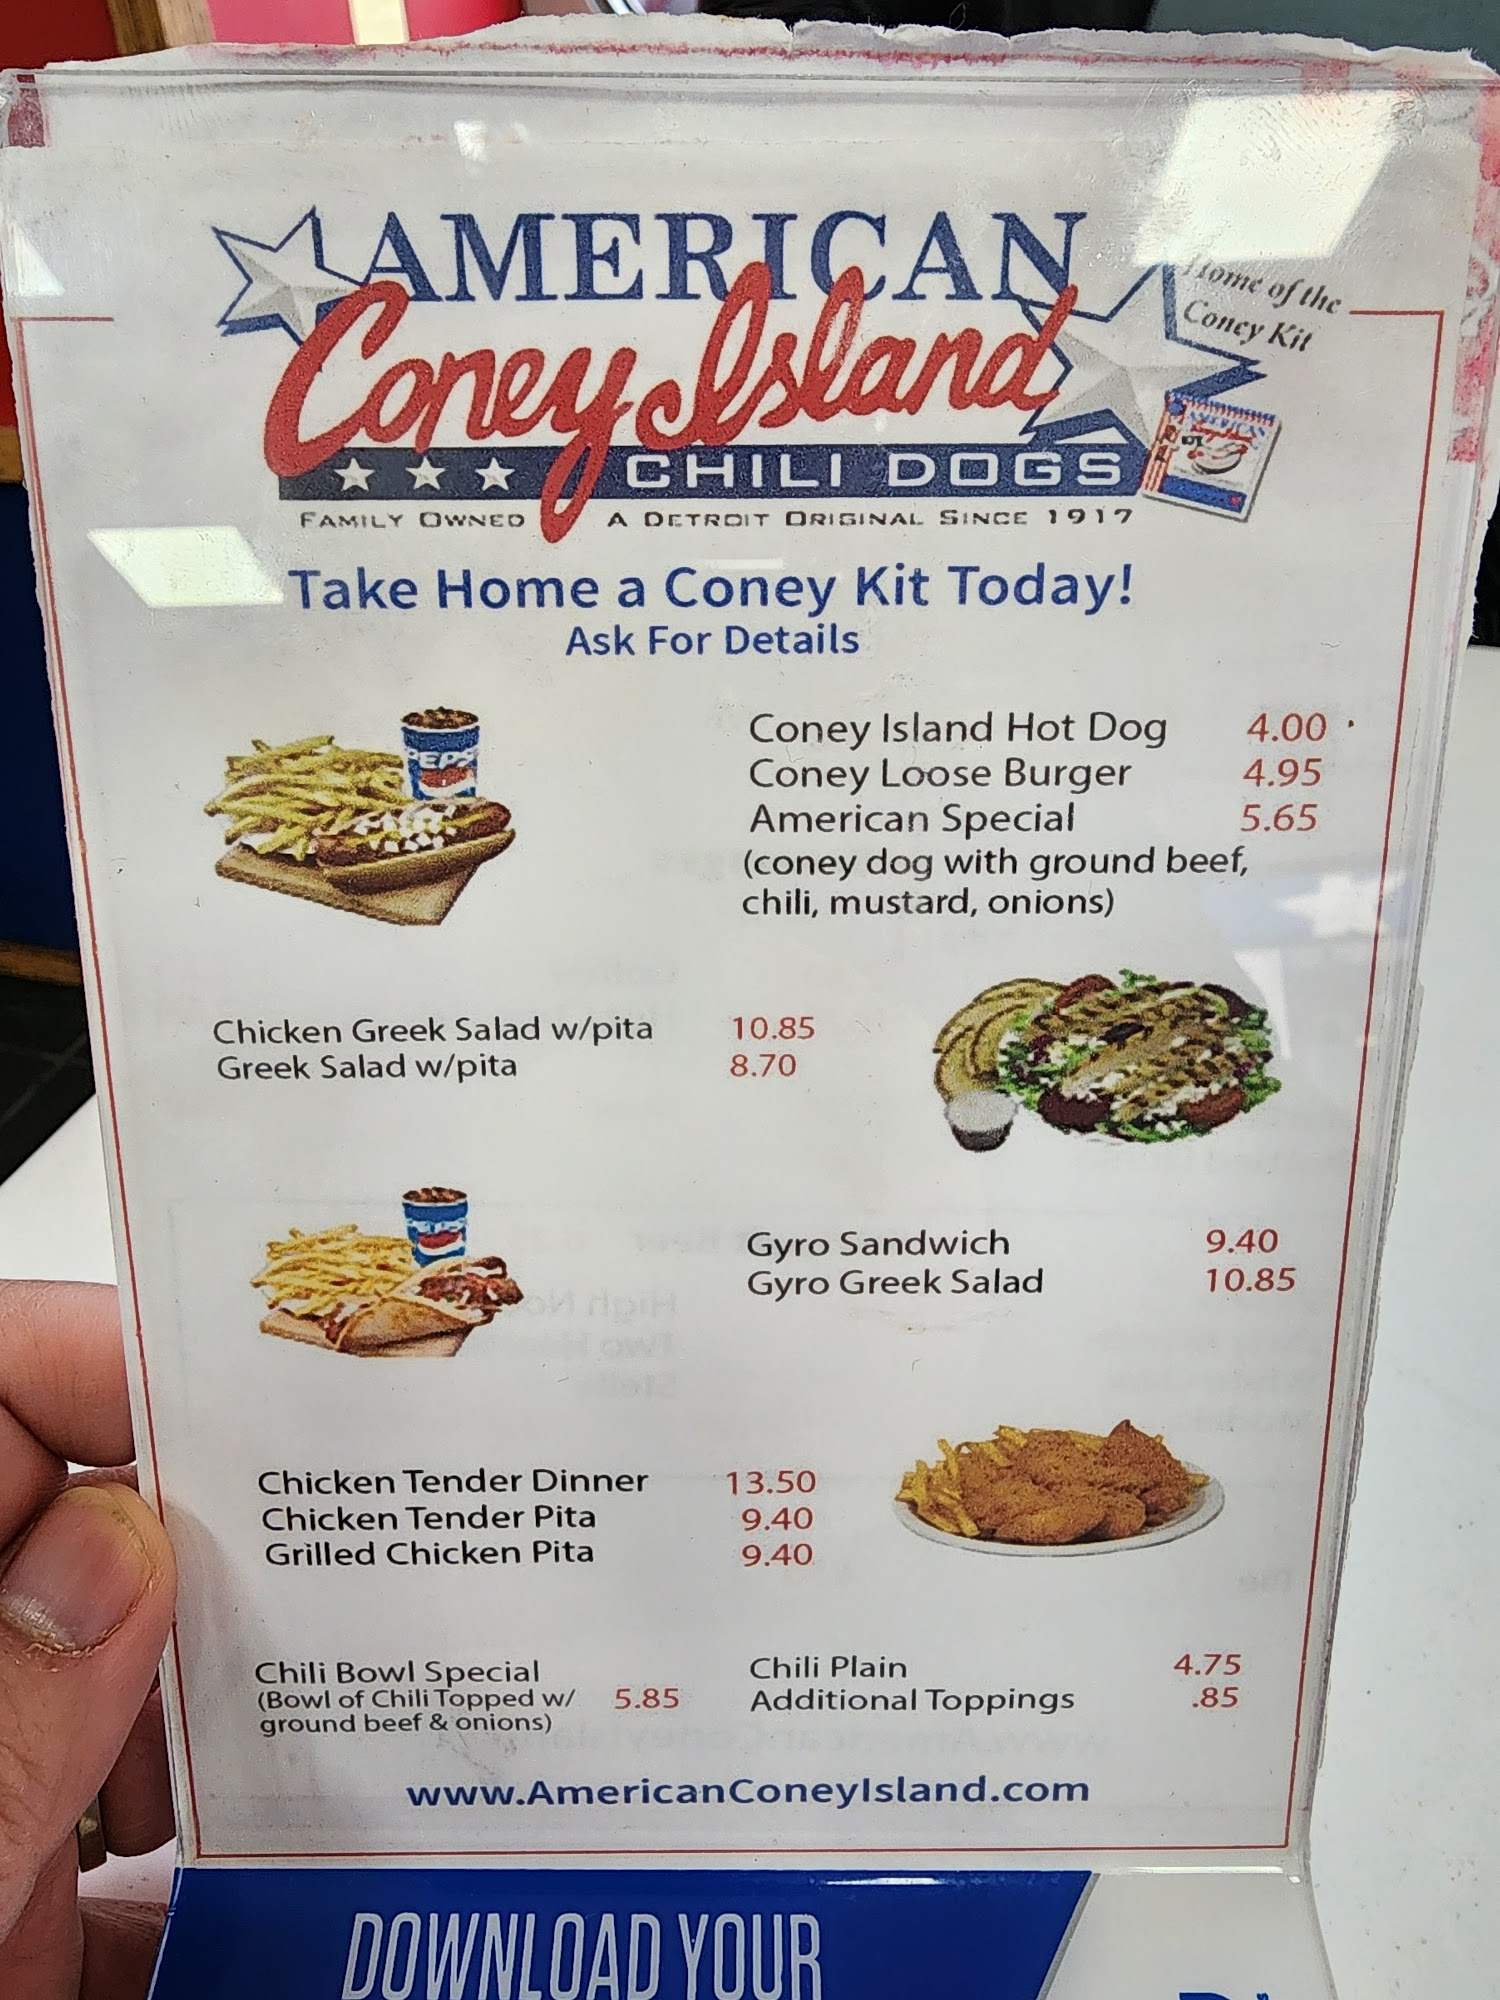 AMERICAN
Coney Island
CHILI DOGS
FAMILY OWNED A DETROIT ORIGINAL SINCE 1917
Home of the
Coney Kit
Take Home a Coney Kit Today!
Ask For Details
PEPSI
Coney Island Hot Dog 4.00
Coney Loose Burger 4.95
American Special 5.65
(coney dog with ground beef,
chili, mustard, onions)
Chicken Greek Salad w/pita 10.85
Greek Salad w/pita 8.70
Gyro Sandwich 9.40
Gyro Greek Salad 10.85
Chicken Tender Dinner 13.50
Chicken Tender Pita 9.40
Grilled Chicken Pita 9.40
Chili Bowl Special
(Bowl of Chili Topped w/ 5.85
ground beef & onions)
Chili Plain 4.75
Additional Toppings .85
www.AmericanConeyIsland.com
DOWNLOAD YOUR